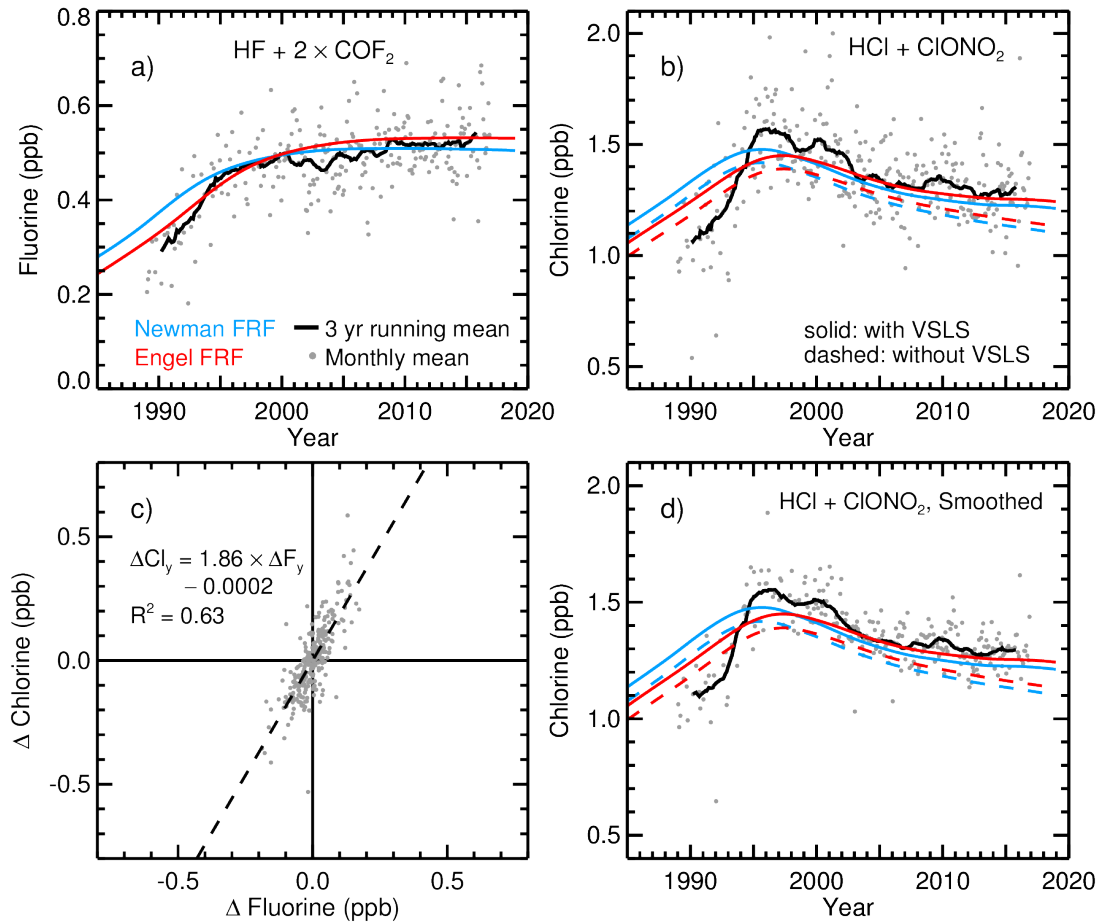 a)
HF + 2 × COF₂
Fluorine (ppb)
0.8
0.6
0.4
0.2
0.0
Newman FRF
3 yr running mean
Engel FRF
Monthly mean
1990
2000
2010
2020
Year
b)
HCl + ClONO₂
Chlorine (ppb)
2.0
1.5
1.0
0.5
solid: with VSLS
dashed: without VSLS
1990
2000
2010
2020
Year
c)
ΔClᵧ = 1.86 × ΔFᵧ
− 0.0002
R² = 0.63
Δ Chlorine (ppb)
0.5
0.0
-0.5
-0.5
0.0
0.5
Δ Fluorine (ppb)
d)
HCl + ClONO₂, Smoothed
Chlorine (ppb)
2.0
1.5
1.0
0.5
1990
2000
2010
2020
Year